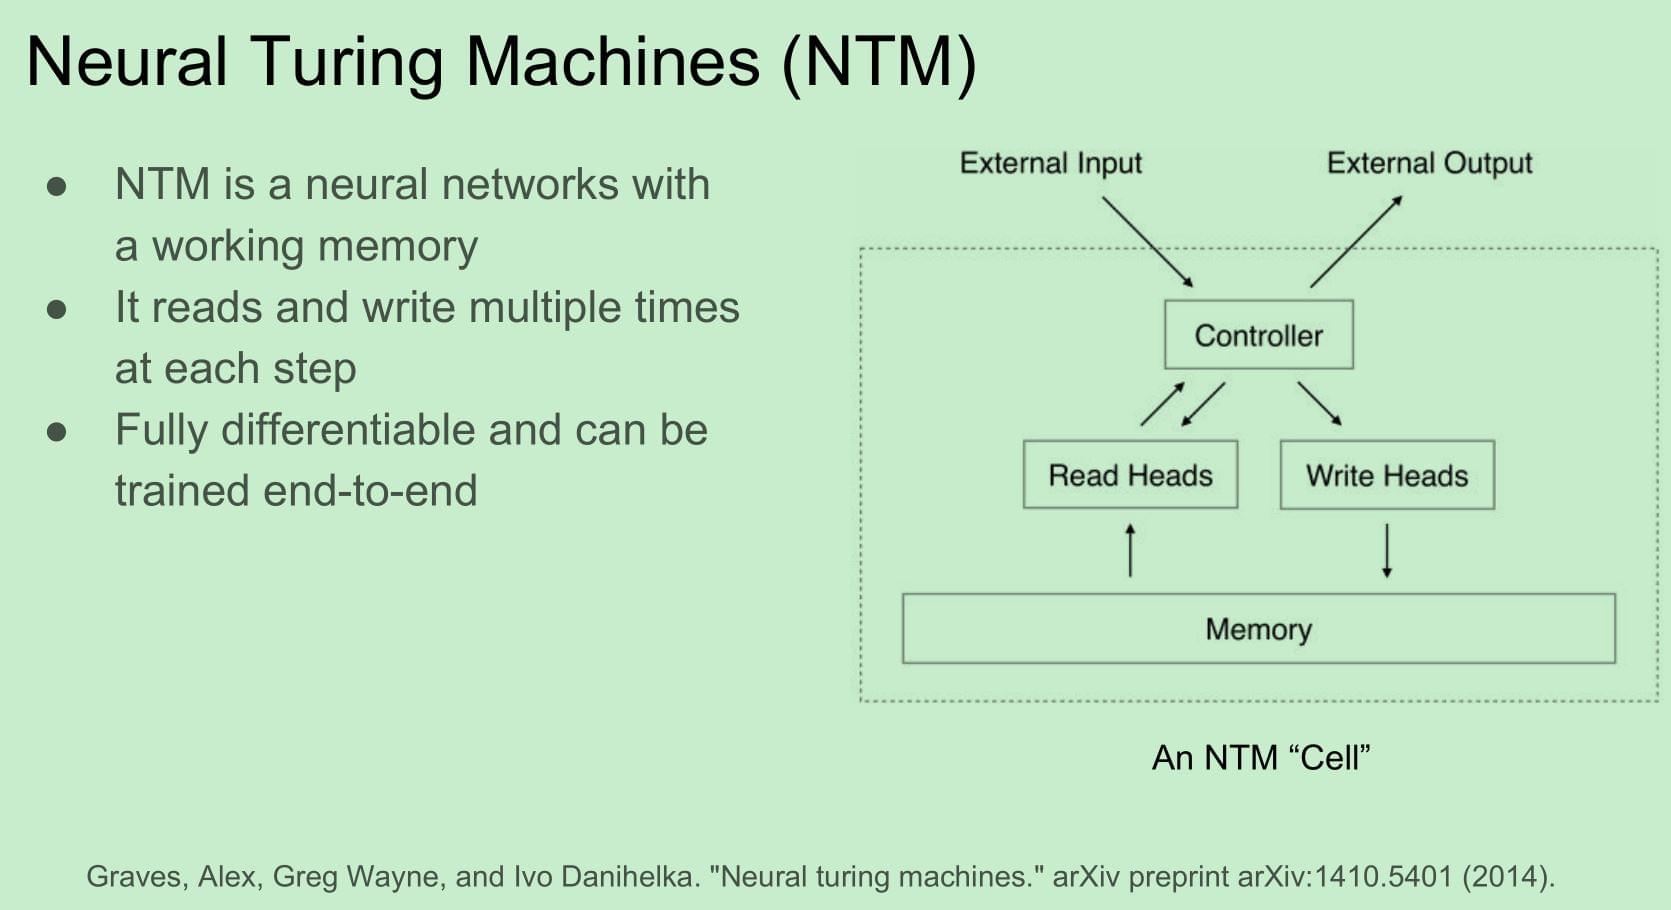 Neural Turing Machines (NTM)
● NTM is a neural networks with
a working memory
● It reads and write multiple times
at each step
● Fully differentiable and can be
trained end-to-end
External Input
External Output
Controller
Read Heads
Write Heads
Memory
An NTM “Cell”
Graves, Alex, Greg Wayne, and Ivo Danihelka. "Neural turing machines." arXiv preprint arXiv:1410.5401 (2014).